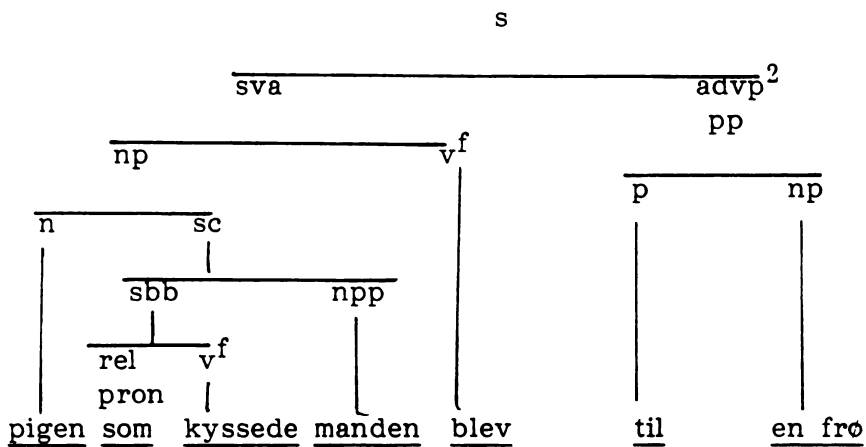 s
sva advp²
pp
np vᶠ
p np
n sc
sbb npp
rel vᶠ
pron
pigen som kyssede manden blev til en frø